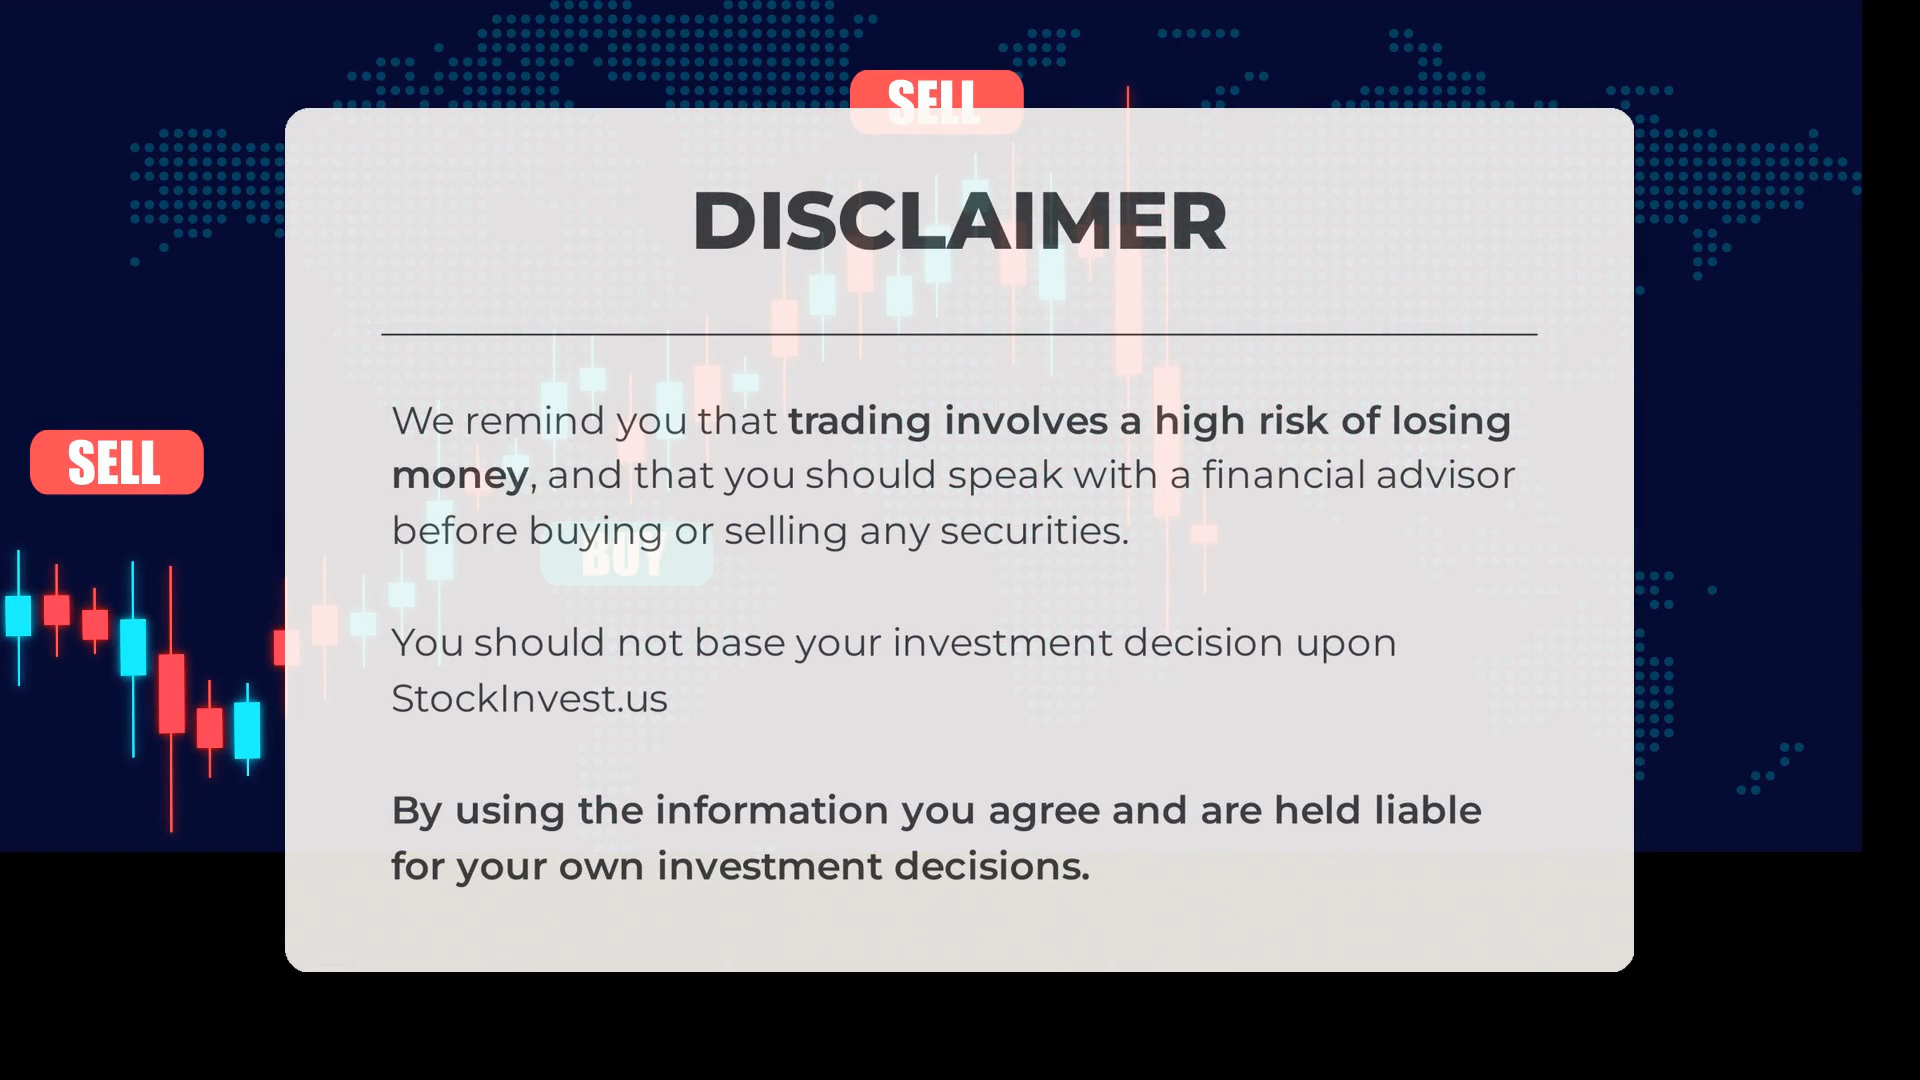 SELL
DISCLAIMER
We remind you that trading involves a high risk of losing
money, and that you should speak with a financial advisor
before buying or selling any securities.
SELL
BUY
You should not base your investment decision upon
StockInvest.us
By using the information you agree and are held liable
for your own investment decisions.